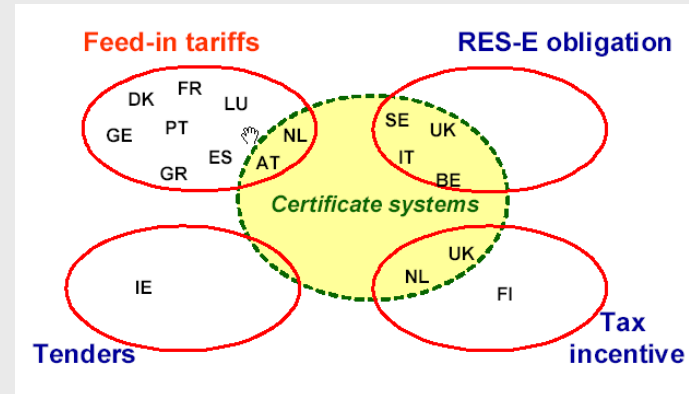 Feed-in tariffs
RES-E obligation
DK FR LU
GE PT NL
GR ES AT
SE UK
IT
BE
Certificate systems
IE
UK
NL
FI
Tenders
Tax
incentive